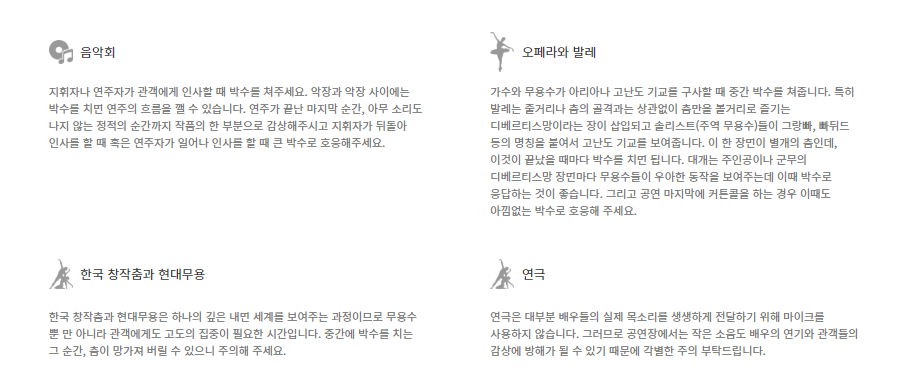 음악회
지휘자나 연주자가 관객에게 인사할 때 박수를 쳐주세요. 악장과 악장 사이에는
박수를 치면 연주의 흐름을 깰 수 있습니다. 연주가 끝난 마지막 순간, 아무 소리도
나지 않는 정적의 순간까지 작품의 한 부분으로 감상해주시고 지휘자가 뒤돌아
인사를 할 때 혹은 연주자가 일어나 인사를 할 때 큰 박수로 호응해주세요.
오페라와 발레
가수와 무용수가 아리아나 고난도 기교를 구사할 때 중간 박수를 쳐줍니다. 특히
발레는 줄거리나 춤의 골격과는 상관없이 춤만을 볼거리로 즐기는
디베르티스망이라는 장이 삽입되고 솔리스트(주역 무용수)들이 그랑빠, 빠뒤드
등의 명칭을 붙여서 고난도 기교를 보여줍니다. 이 한 장면이 별개의 춤인데,
이것이 끝났을 때마다 박수를 치면 됩니다. 대개는 주인공이나 군무의
디베르티스망 장면마다 무용수들이 우아한 동작을 보여주는데 이때 박수로
응답하는 것이 좋습니다. 그리고 공연 마지막에 커튼콜을 하는 경우 이때도
아낌없는 박수로 호응해 주세요.
한국 창작춤과 현대무용
한국 창작춤과 현대무용은 하나의 깊은 내면 세계를 보여주는 과정이므로 무용수
뿐 만 아니라 관객에게도 고도의 집중이 필요한 시간입니다. 중간에 박수를 치는
그 순간, 춤이 망가져 버릴 수 있으니 주의해 주세요.
연극
연극은 대부분 배우들의 실제 목소리를 생생하게 전달하기 위해 마이크를
사용하지 않습니다. 그러므로 공연장에서는 작은 소음도 배우의 연기와 관객들의
감상에 방해가 될 수 있기 때문에 각별한 주의 부탁드립니다.